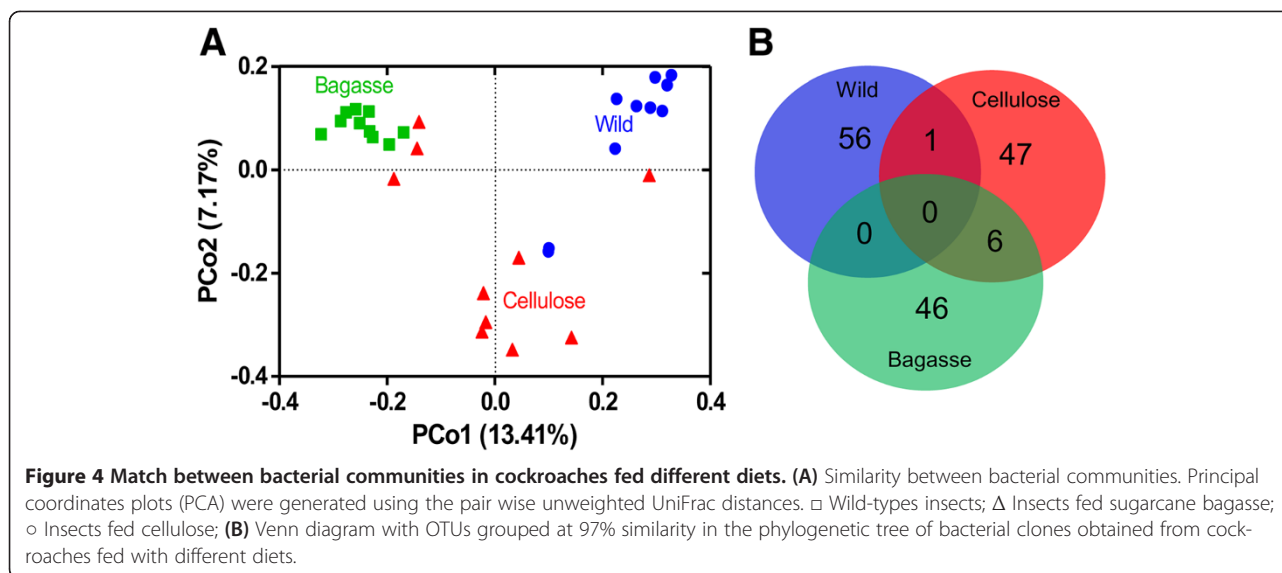 A
B
0.2
0.0
-0.2
-0.4
PCo2 (7.17%)
Bagasse
Wild
Cellulose
-0.4 -0.2 0.0 0.2 0.4
PCo1 (13.41%)
Wild
Cellulose
56
1
47
0
0
6
46
Bagasse
Figure 4 Match between bacterial communities in cockroaches fed different diets. (A) Similarity between bacterial communities. Principal
coordinates plots (PCA) were generated using the pair wise unweighted UniFrac distances. □ Wild-types insects; Δ Insects fed sugarcane bagasse;
○ Insects fed cellulose; (B) Venn diagram with OTUs grouped at 97% similarity in the phylogenetic tree of bacterial clones obtained from cock-
roaches fed with different diets.